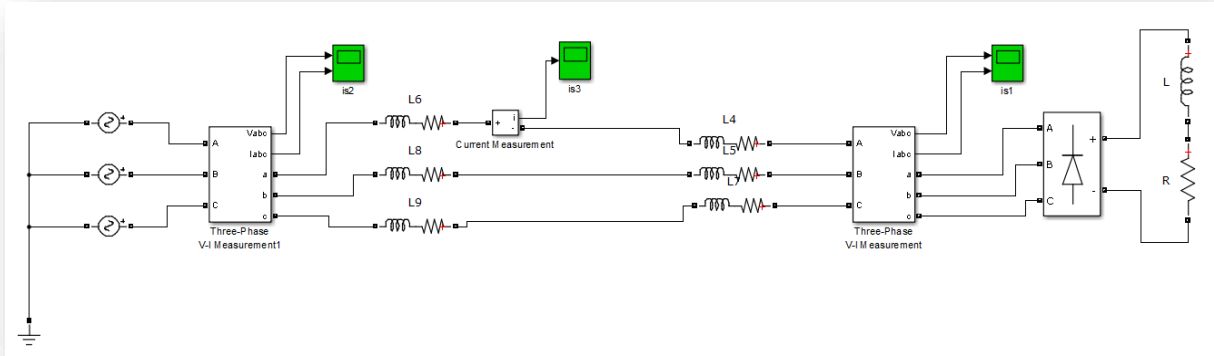 is2
is3
is1
L6
L4
L
+
+
+
Vabc
Iabc
A
a
B
b
C
c
+
i
-
Current Measurement
L8
L5
L9
L7
Vabc
Iabc
A
a
B
b
C
c
A
B
C
+
-
R
Three-Phase
V-I Measurement1
Three-Phase
V-I Measurement